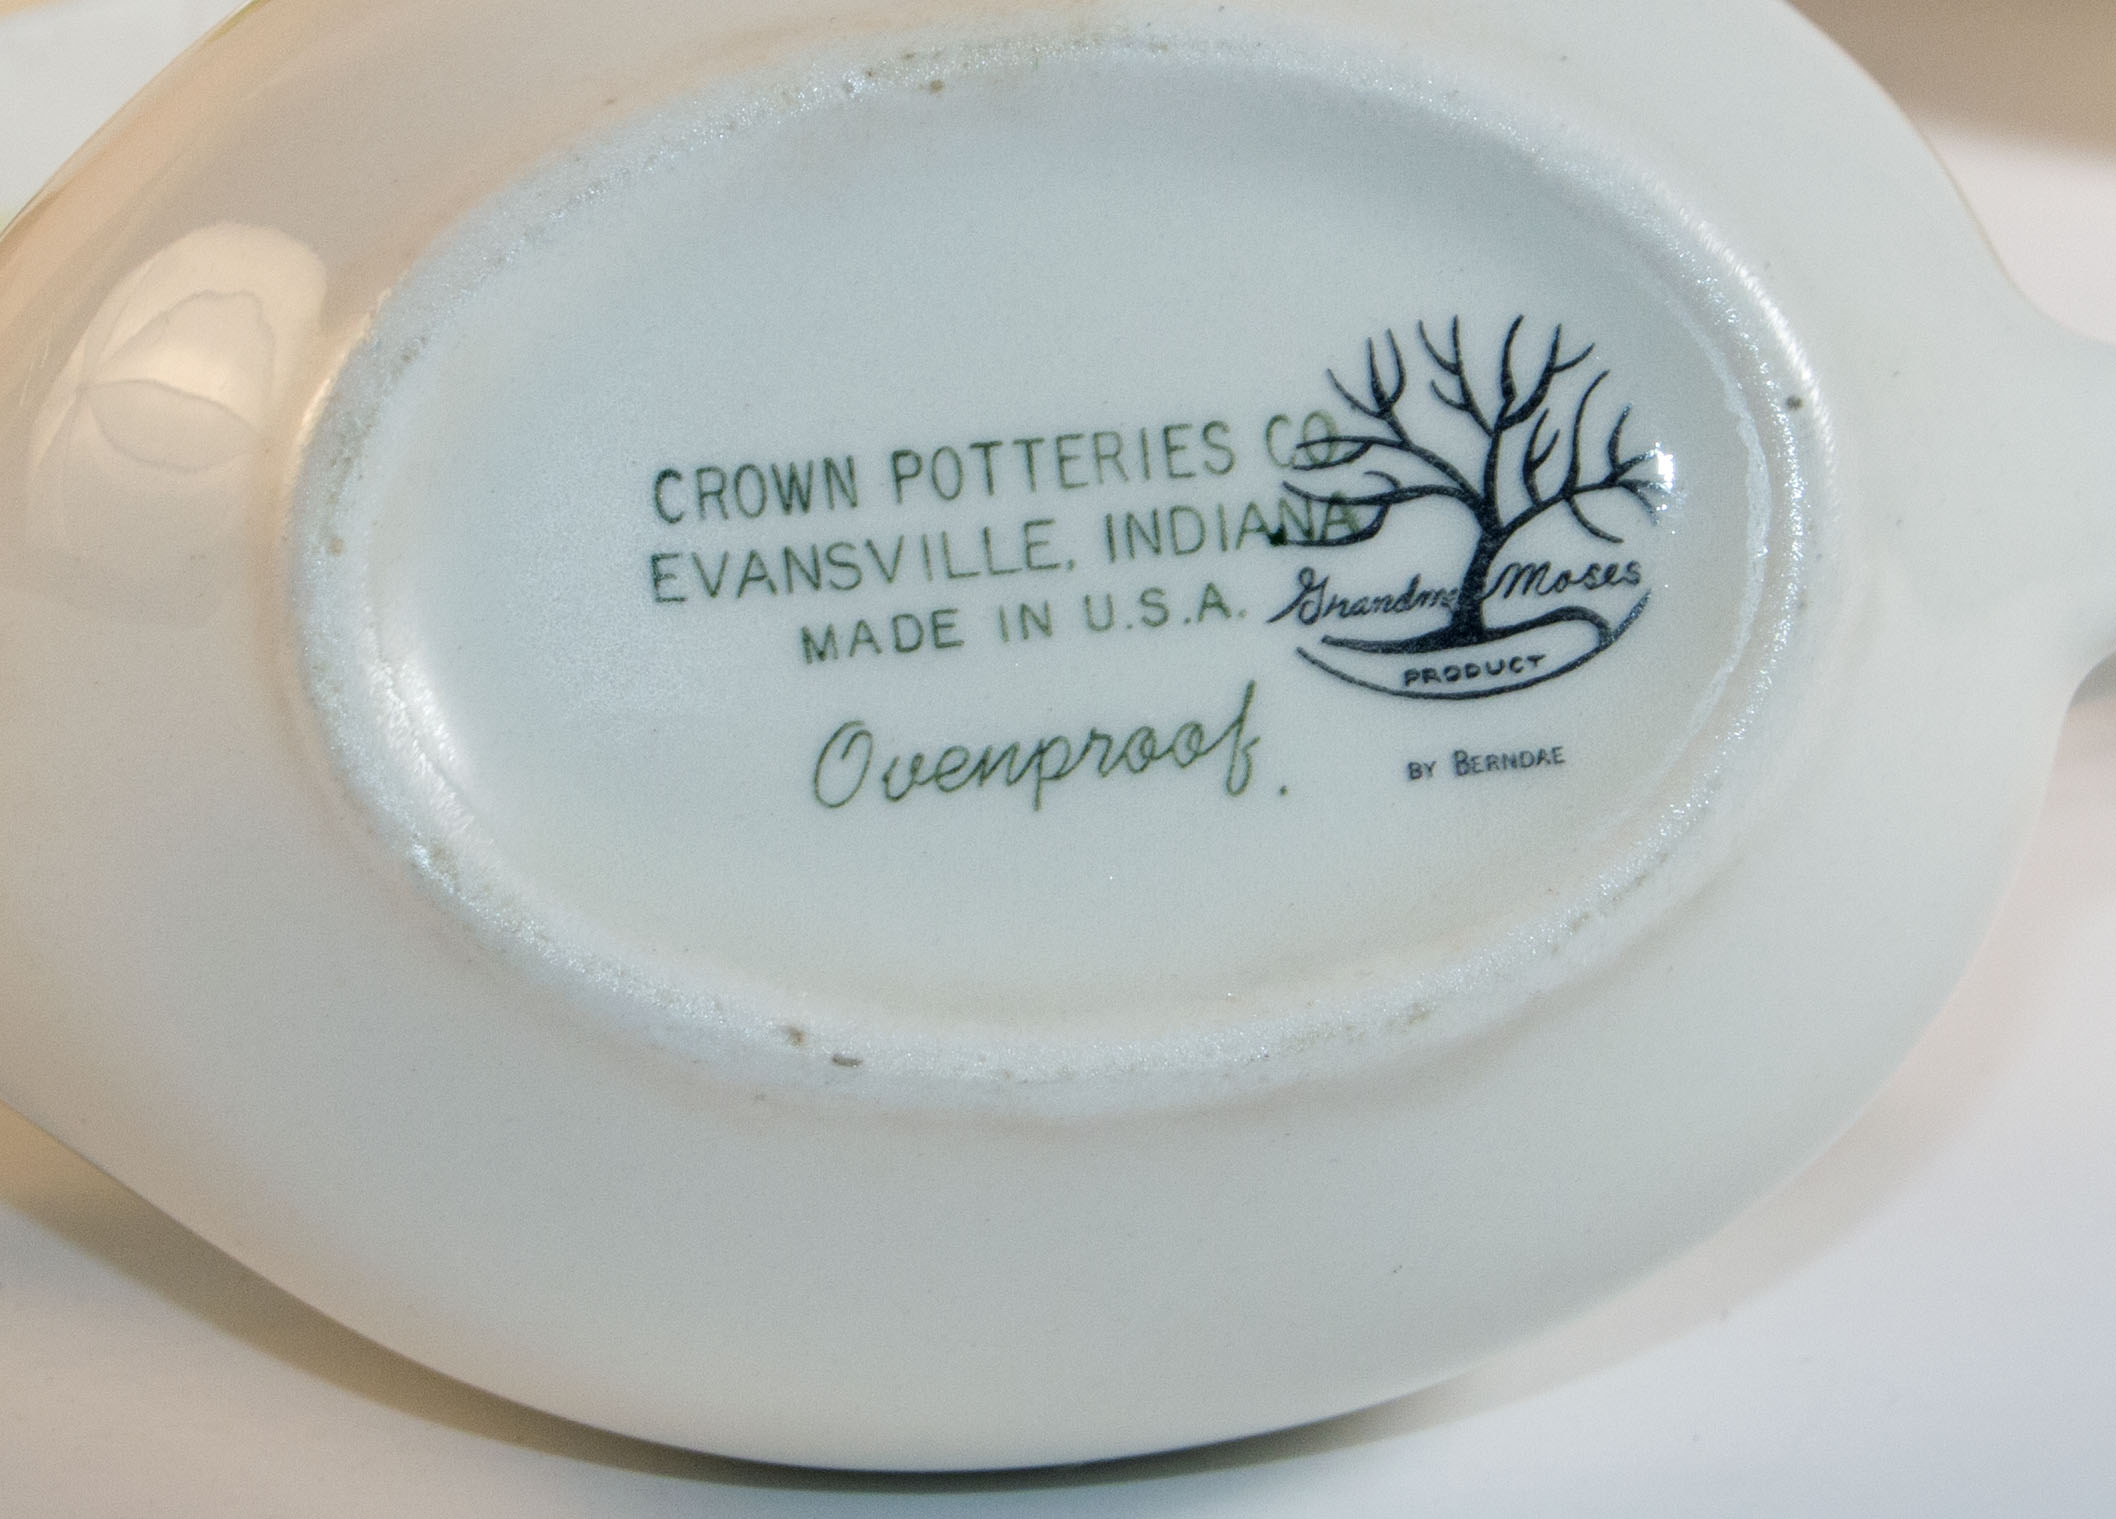 CROWN POTTERIES CO
EVANSVILLE, INDIANA
MADE IN U.S.A.
Ovenproof.
Grandma Moses
PRODUCT
BY BERNDAE